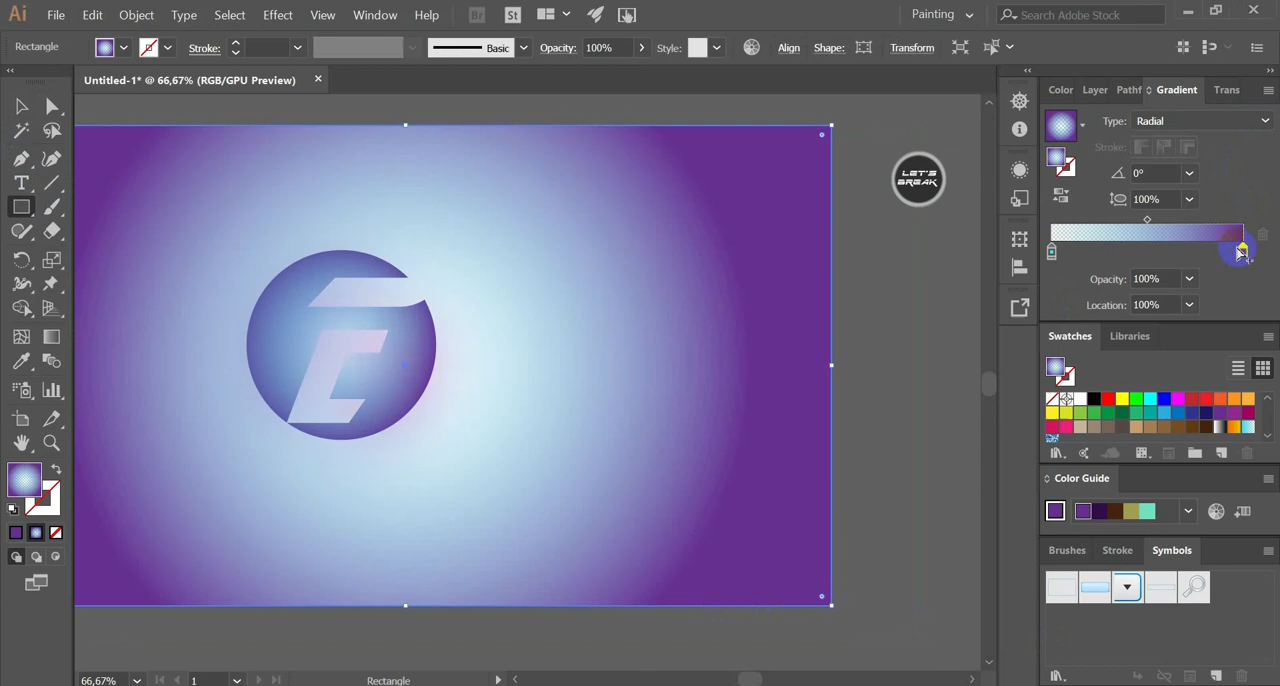 Ai File Edit Object Type Select Effect View Window Help Br St Painting Search Adobe Stock
Rectangle Stroke: Basic Opacity: 100% Style: Align Shape: Transform
Untitled-1* @ 66,67% (RGB/GPU Preview)
Color Layer Pathf Gradient Trans
Type: Radial
Stroke:
0°
100%
LET'S
BREAK
Opacity: 100%
Location: 100%
Swatches Libraries
Color Guide
Brushes Stroke Symbols
66,67% 1 Rectangle